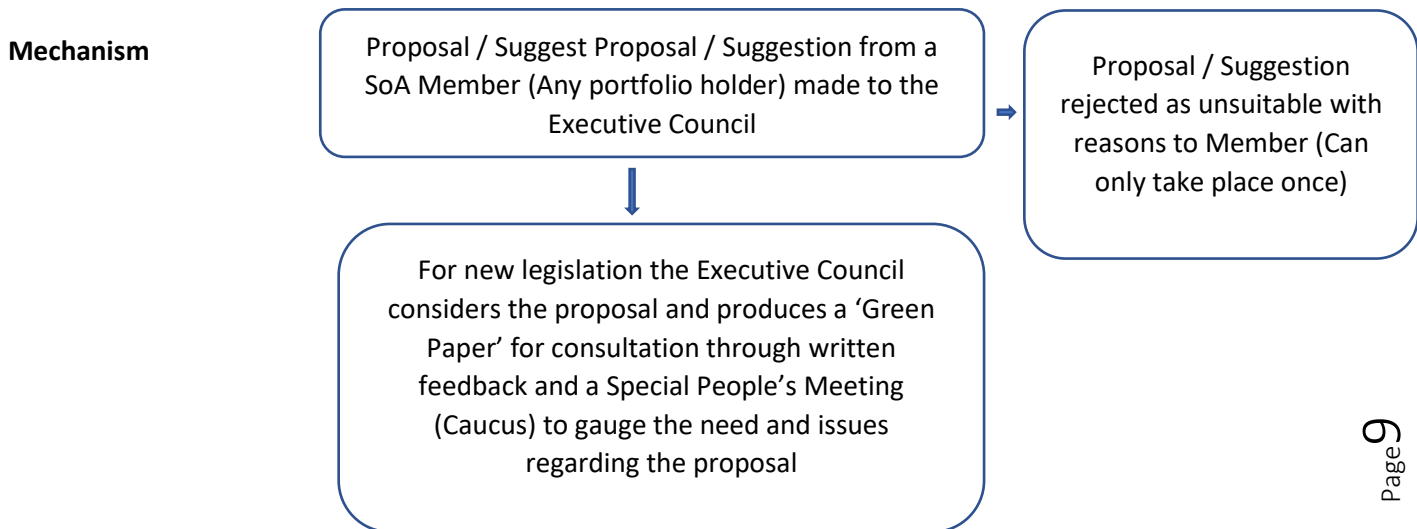 Mechanism
Proposal / Suggest Proposal / Suggestion from a
SoA Member (Any portfolio holder) made to the
Executive Council
Proposal / Suggestion
rejected as unsuitable with
reasons to Member (Can
only take place once)
For new legislation the Executive Council
considers the proposal and produces a ‘Green
Paper’ for consultation through written
feedback and a Special People’s Meeting
(Caucus) to gauge the need and issues
regarding the proposal
Page9